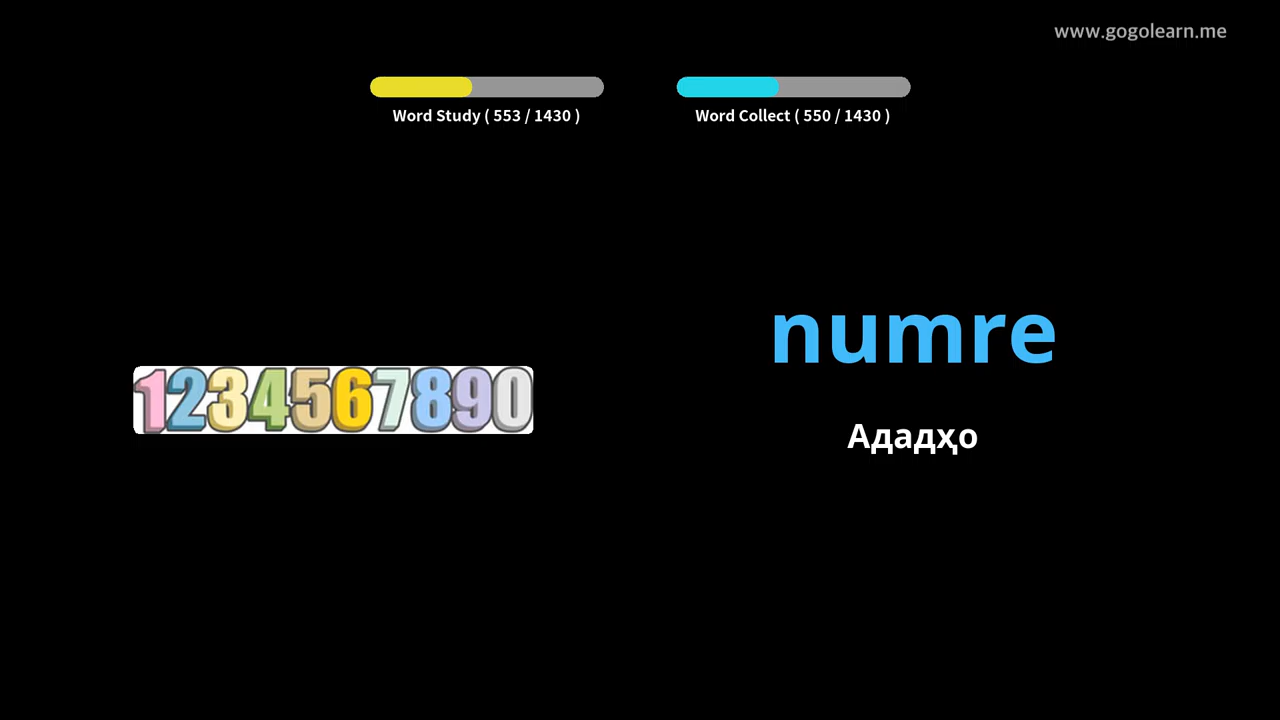 www.gogolearn.me
Word Study ( 553 / 1430 )
Word Collect ( 550 / 1430 )
numre
1234567890
Ададҳо